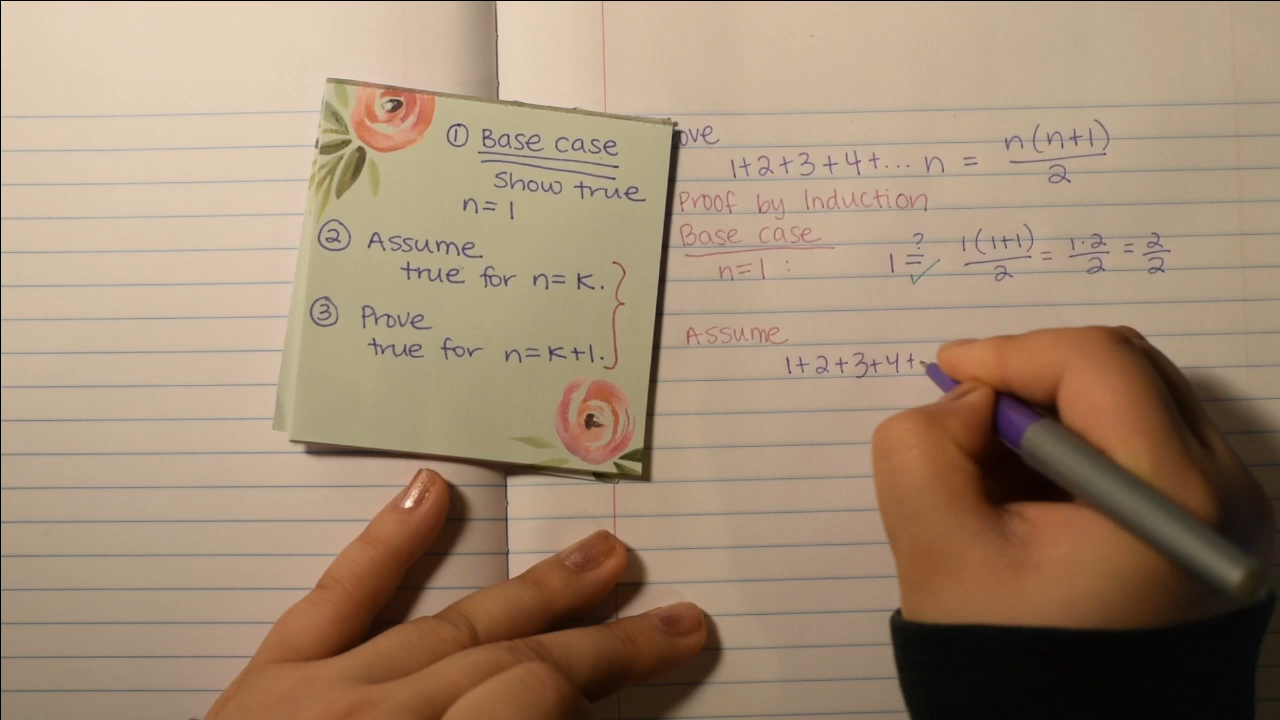 ① Base case
Show true
n=1
② Assume
true for n=k.
③ Prove
true for n=k+1.
ove
1+2+3+4+... n = n(n+1)/2
Proof by Induction
Base case
n=1 :
1 ≟ 1(1+1)/2 = 1·2/2 = 2/2
✓
Assume
1+2+3+4+